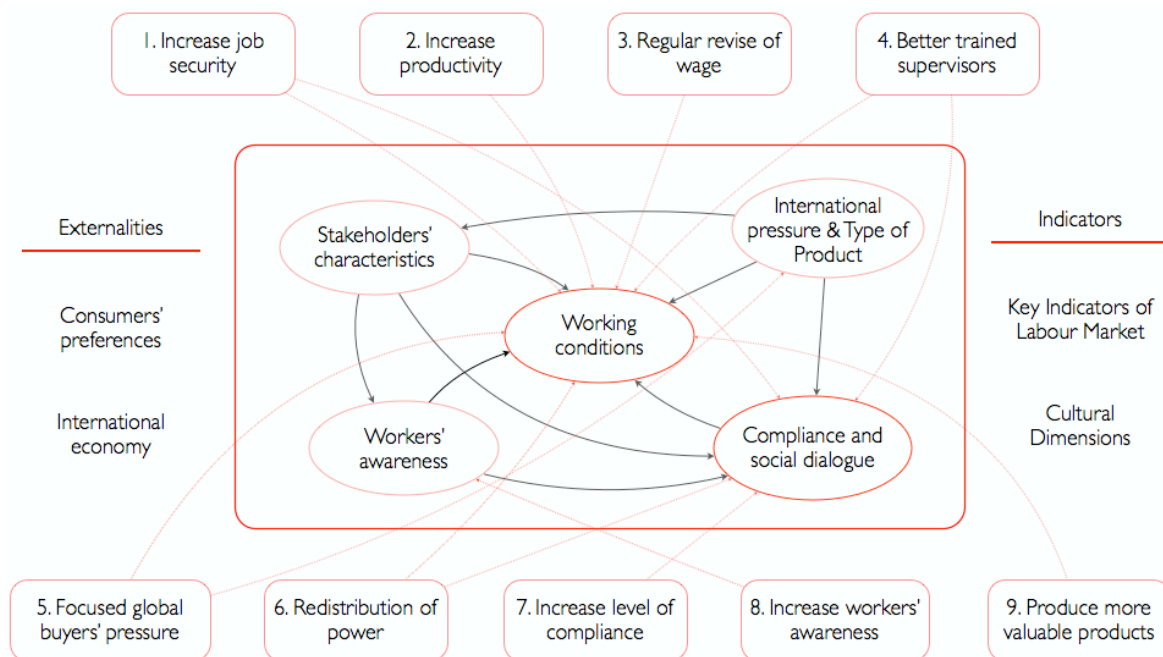 1. Increase job
security
2. Increase
productivity
3. Regular revise of
wage
4. Better trained
supervisors
Externalities
Consumers'
preferences
International
economy
Stakeholders'
characteristics
International
pressure & Type of
Product
Working
conditions
Workers'
awareness
Compliance and
social dialogue
Indicators
Key Indicators of
Labour Market
Cultural
Dimensions
5. Focused global
buyers' pressure
6. Redistribution of
power
7. Increase level of
compliance
8. Increase workers'
awareness
9. Produce more
valuable products